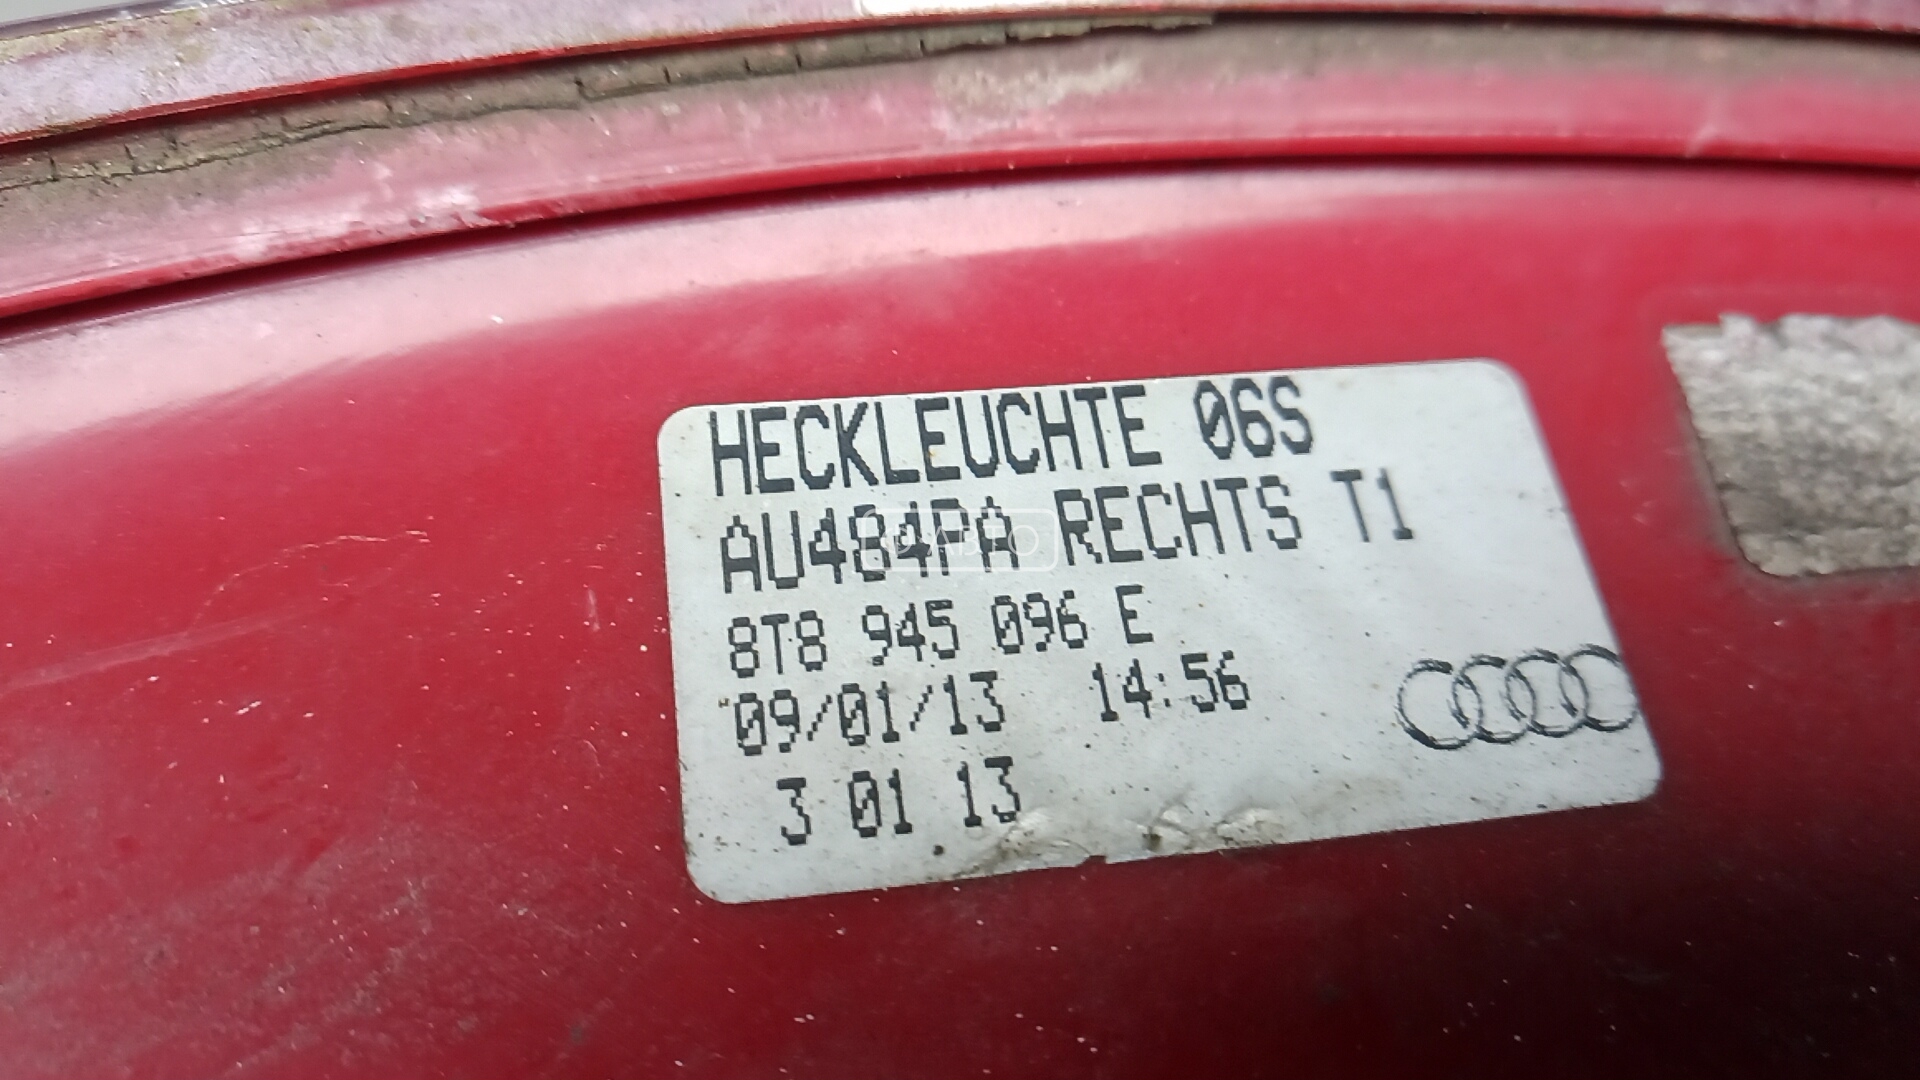 HECKLEUCHTE 06S
AU484PA RECHTS T1
8T8 945 096 E
09/01/13 14:56
3 01 13